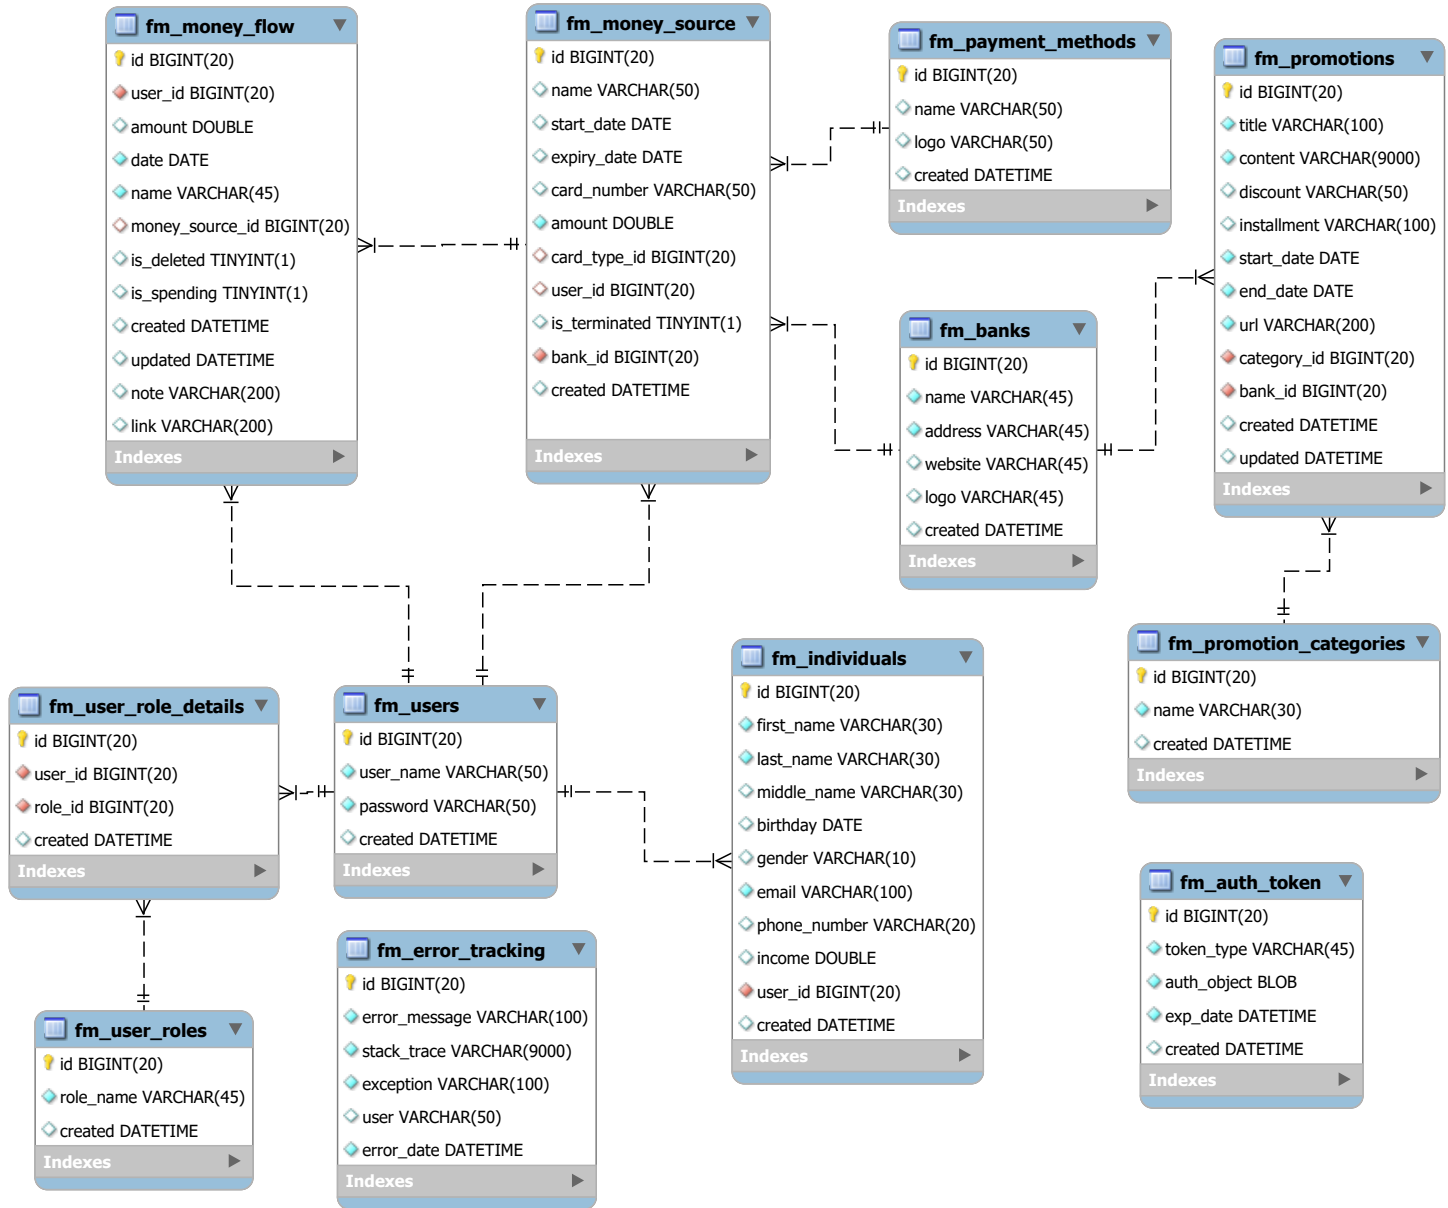 fm_money_flow
id BIGINT(20)
user_id BIGINT(20)
amount DOUBLE
date DATE
name VARCHAR(45)
money_source_id BIGINT(20)
is_deleted TINYINT(1)
is_spending TINYINT(1)
created DATETIME
updated DATETIME
note VARCHAR(200)
link VARCHAR(200)
Indexes
fm_money_source
id BIGINT(20)
name VARCHAR(50)
start_date DATE
expiry_date DATE
card_number VARCHAR(50)
amount DOUBLE
card_type_id BIGINT(20)
user_id BIGINT(20)
is_terminated TINYINT(1)
bank_id BIGINT(20)
created DATETIME
Indexes
fm_payment_methods
id BIGINT(20)
name VARCHAR(50)
logo VARCHAR(50)
created DATETIME
Indexes
fm_promotions
id BIGINT(20)
title VARCHAR(100)
content VARCHAR(9000)
discount VARCHAR(50)
installment VARCHAR(100)
start_date DATE
end_date DATE
url VARCHAR(200)
category_id BIGINT(20)
bank_id BIGINT(20)
created DATETIME
updated DATETIME
Indexes
fm_banks
id BIGINT(20)
name VARCHAR(45)
address VARCHAR(45)
website VARCHAR(45)
logo VARCHAR(45)
created DATETIME
Indexes
fm_user_role_details
id BIGINT(20)
user_id BIGINT(20)
role_id BIGINT(20)
created DATETIME
Indexes
fm_users
id BIGINT(20)
user_name VARCHAR(50)
password VARCHAR(50)
created DATETIME
Indexes
fm_individuals
id BIGINT(20)
first_name VARCHAR(30)
last_name VARCHAR(30)
middle_name VARCHAR(30)
birthday DATE
gender VARCHAR(10)
email VARCHAR(100)
phone_number VARCHAR(20)
income DOUBLE
user_id BIGINT(20)
created DATETIME
Indexes
fm_promotion_categories
id BIGINT(20)
name VARCHAR(30)
created DATETIME
Indexes
fm_auth_token
id BIGINT(20)
token_type VARCHAR(45)
auth_object BLOB
exp_date DATETIME
created DATETIME
Indexes
fm_error_tracking
id BIGINT(20)
error_message VARCHAR(100)
stack_trace VARCHAR(9000)
exception VARCHAR(100)
user VARCHAR(50)
error_date DATETIME
Indexes
fm_user_roles
id BIGINT(20)
role_name VARCHAR(45)
created DATETIME
Indexes